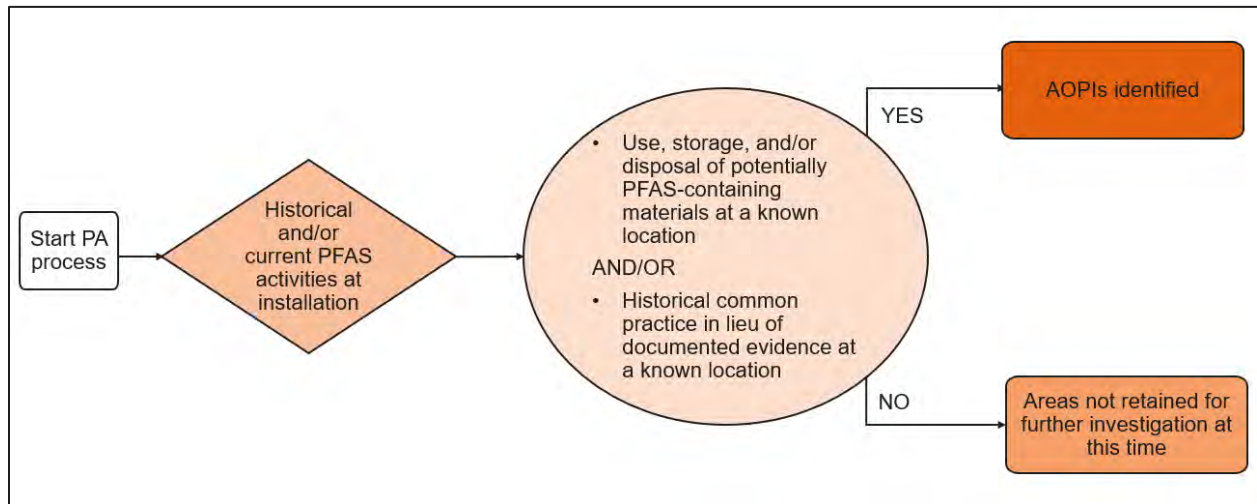 Start PA
process
Historical
and/or
current PFAS
activities at
installation
• Use, storage, and/or
disposal of potentially
PFAS-containing
materials at a known
location
AND/OR
• Historical common
practice in lieu of
documented evidence at
a known location
YES
AOPIs identified
NO
Areas not retained for
further investigation at
this time